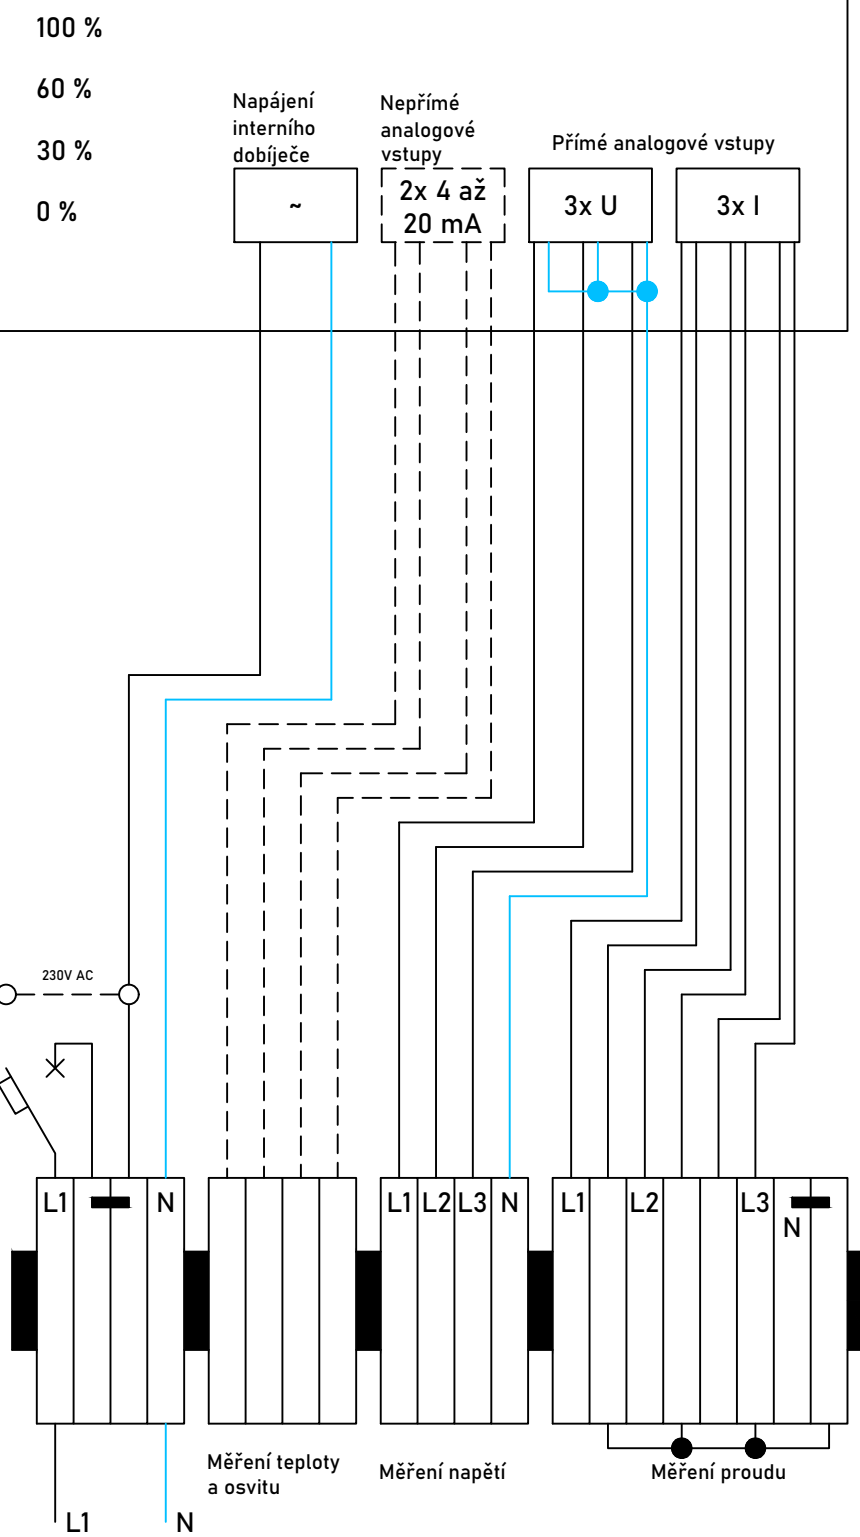 100 %
60 %
30 %
0 %
Napájení
interního
dobíječe
~
Nepřímé
analogové
vstupy
2x 4 až
20 mA
Přímé analogové vstupy
3x U
3x I
230V AC
L1
N
L1
L2
L3
N
L1
L2
L3
N
Měření teploty
a osvitu
Měření napětí
Měření proudu
L1
N